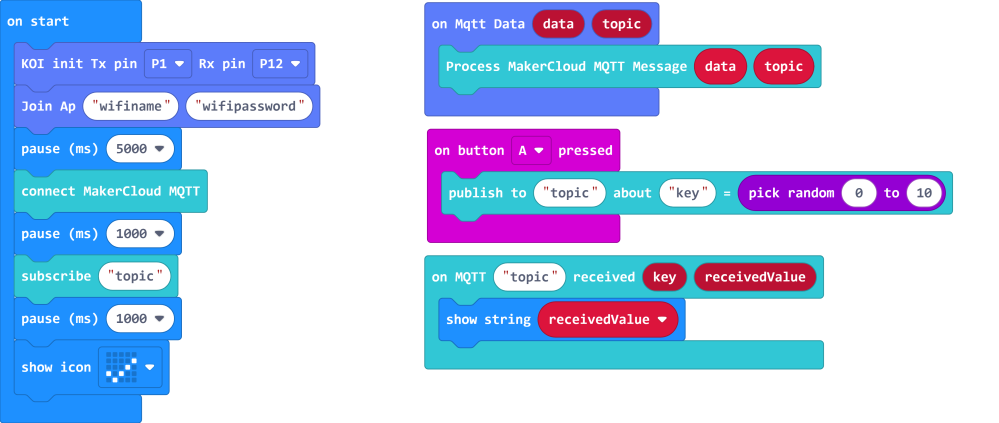 on start
KOI init Tx pin P1 Rx pin P12
Join Ap "wifiname" "wifipassword"
pause (ms) 5000
connect MakerCloud MQTT
pause (ms) 1000
subscribe "topic"
pause (ms) 1000
show icon
on Mqtt Data data topic
Process MakerCloud MQTT Message data topic
on button A pressed
publish to "topic" about "key" = pick random 0 to 10
on MQTT "topic" received key receivedValue
show string receivedValue